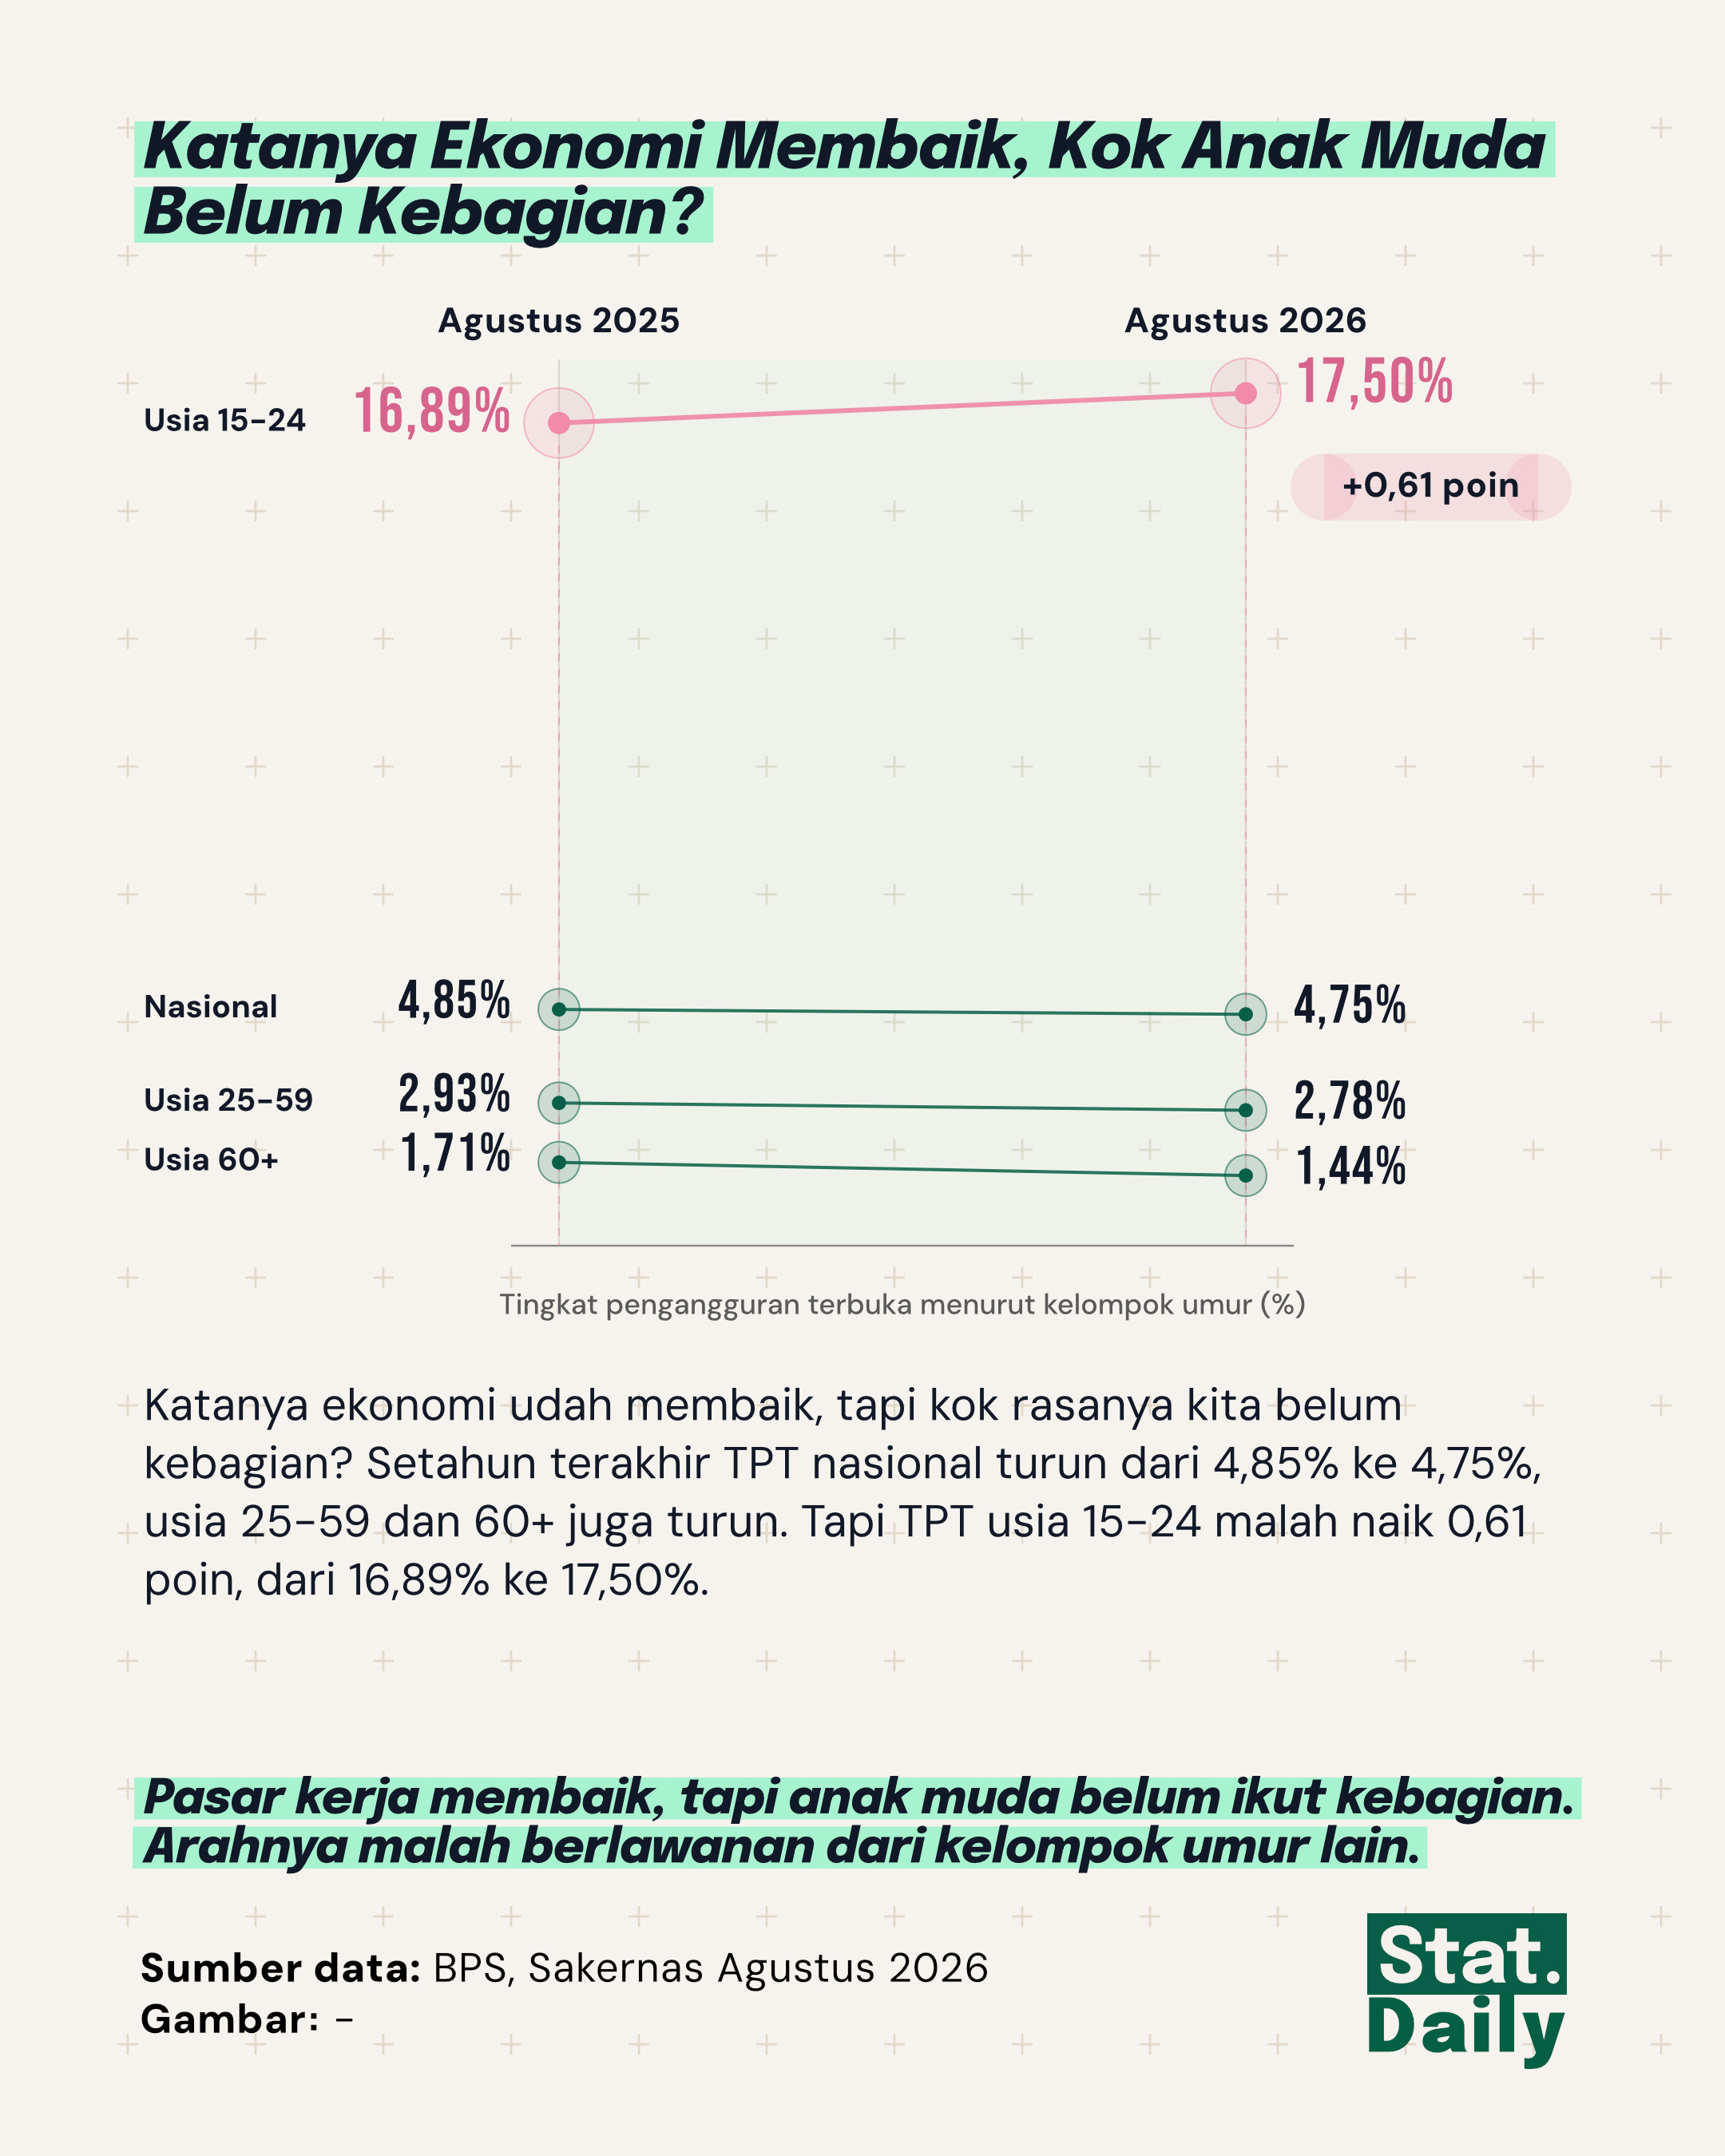 Katanya Ekonomi Membaik, Kok Anak Muda
Belum Kebagian?
Agustus 2025 Agustus 2026
Usia 15-24 16,89% 17,50%
+0,61 poin
Nasional 4,85% 4,75%
Usia 25-59 2,93% 2,78%
Usia 60+ 1,71% 1,44%
Tingkat pengangguran terbuka menurut kelompok umur (%)
Katanya ekonomi udah membaik, tapi kok rasanya kita belum
kebagian? Setahun terakhir TPT nasional turun dari 4,85% ke 4,75%,
usia 25-59 dan 60+ juga turun. Tapi TPT usia 15-24 malah naik 0,61
poin, dari 16,89% ke 17,50%.
Pasar kerja membaik, tapi anak muda belum ikut kebagian.
Arahnya malah berlawanan dari kelompok umur lain.
Sumber data: BPS, Sakernas Agustus 2026
Gambar: -
Stat.
Daily